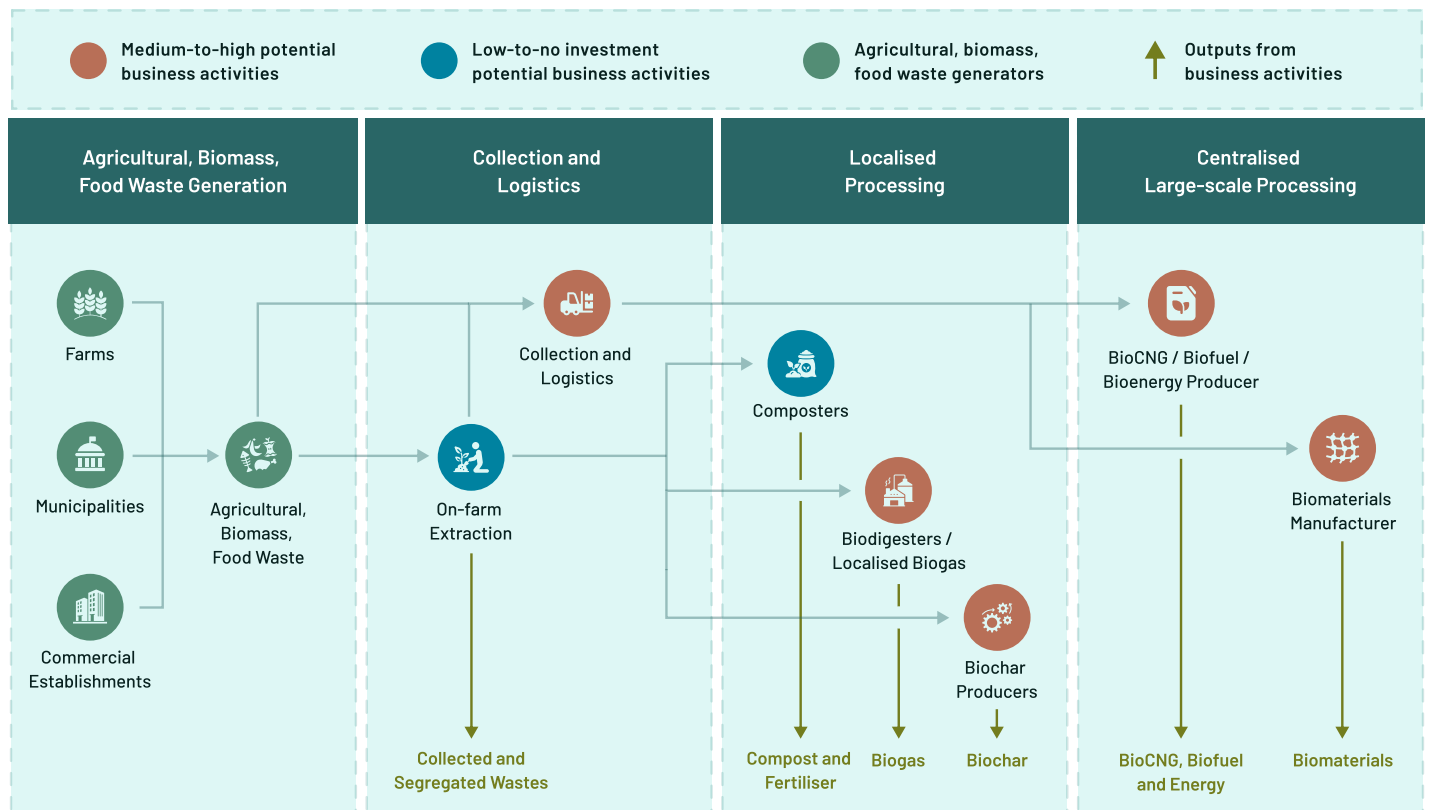 Medium-to-high potential
business activities
Low-to-no investment
potential business activities
Agricultural, biomass,
food waste generators
Outputs from
business activities
Agricultural, Biomass,
Food Waste Generation
Collection and
Logistics
Localised
Processing
Centralised
Large-scale Processing
Farms
Municipalities
Commercial
Establishments
Agricultural,
Biomass,
Food Waste
Collection and
Logistics
On-farm
Extraction
Collected and
Segregated Wastes
Composters
Biodigesters /
Localised Biogas
Biochar
Producers
Compost and
Fertiliser
Biogas
Biochar
BioCNG / Biofuel /
Bioenergy Producer
Biomaterials
Manufacturer
BioCNG, Biofuel
and Energy
Biomaterials